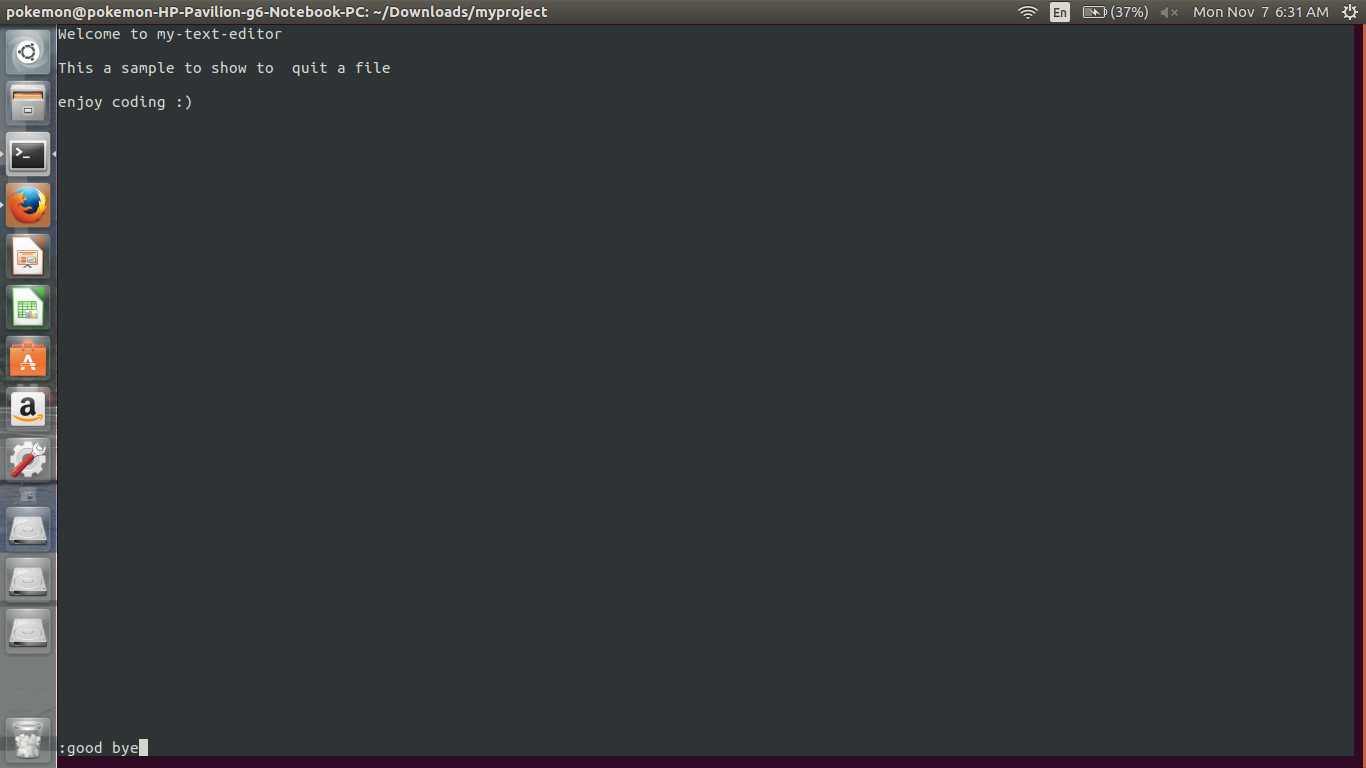 pokemon@pokemon-HP-Pavilion-g6-Notebook-PC: ~/Downloads/myproject
En
(37%)
Mon Nov 7 6:31 AM
Welcome to my-text-editor
This a sample to show to  quit a file
enjoy coding :)
>_
A
a
:good bye